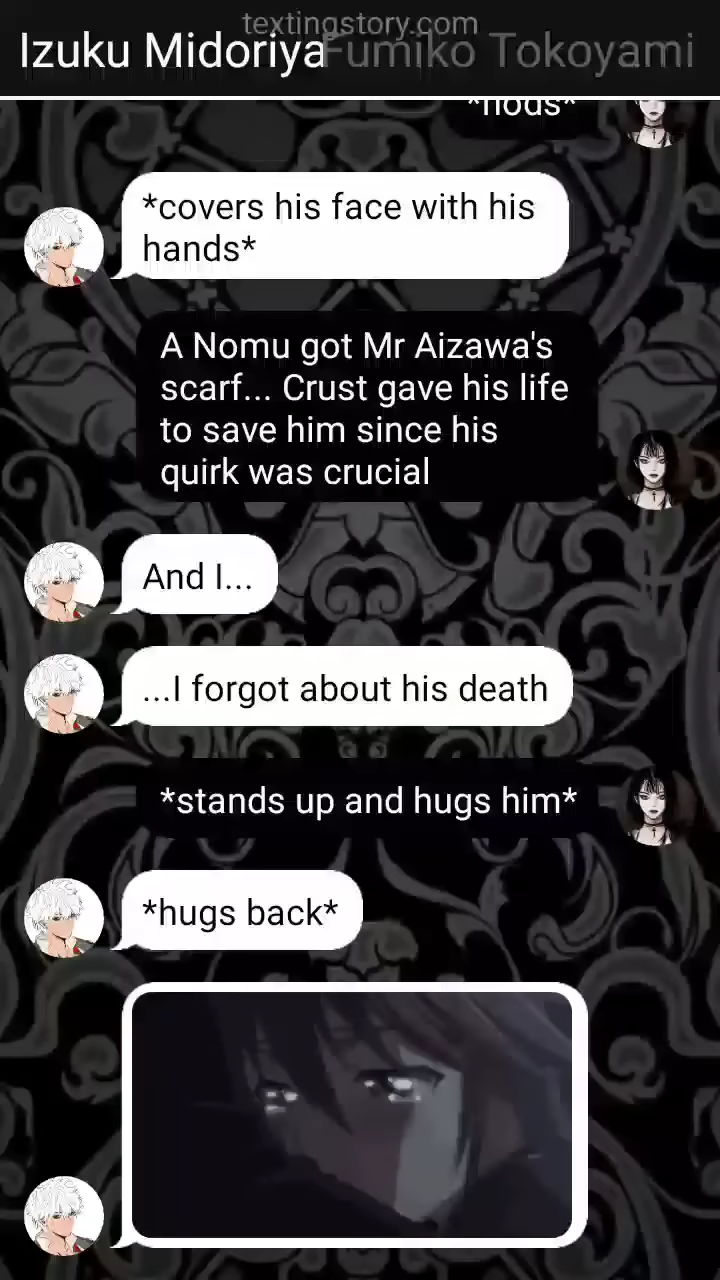 textingstory.com
Izuku Midoriya Fumiko Tokoyami
*nods*
*covers his face with his
hands*
A Nomu got Mr Aizawa's
scarf... Crust gave his life
to save him since his
quirk was crucial
And I...
...I forgot about his death
*stands up and hugs him*
*hugs back*